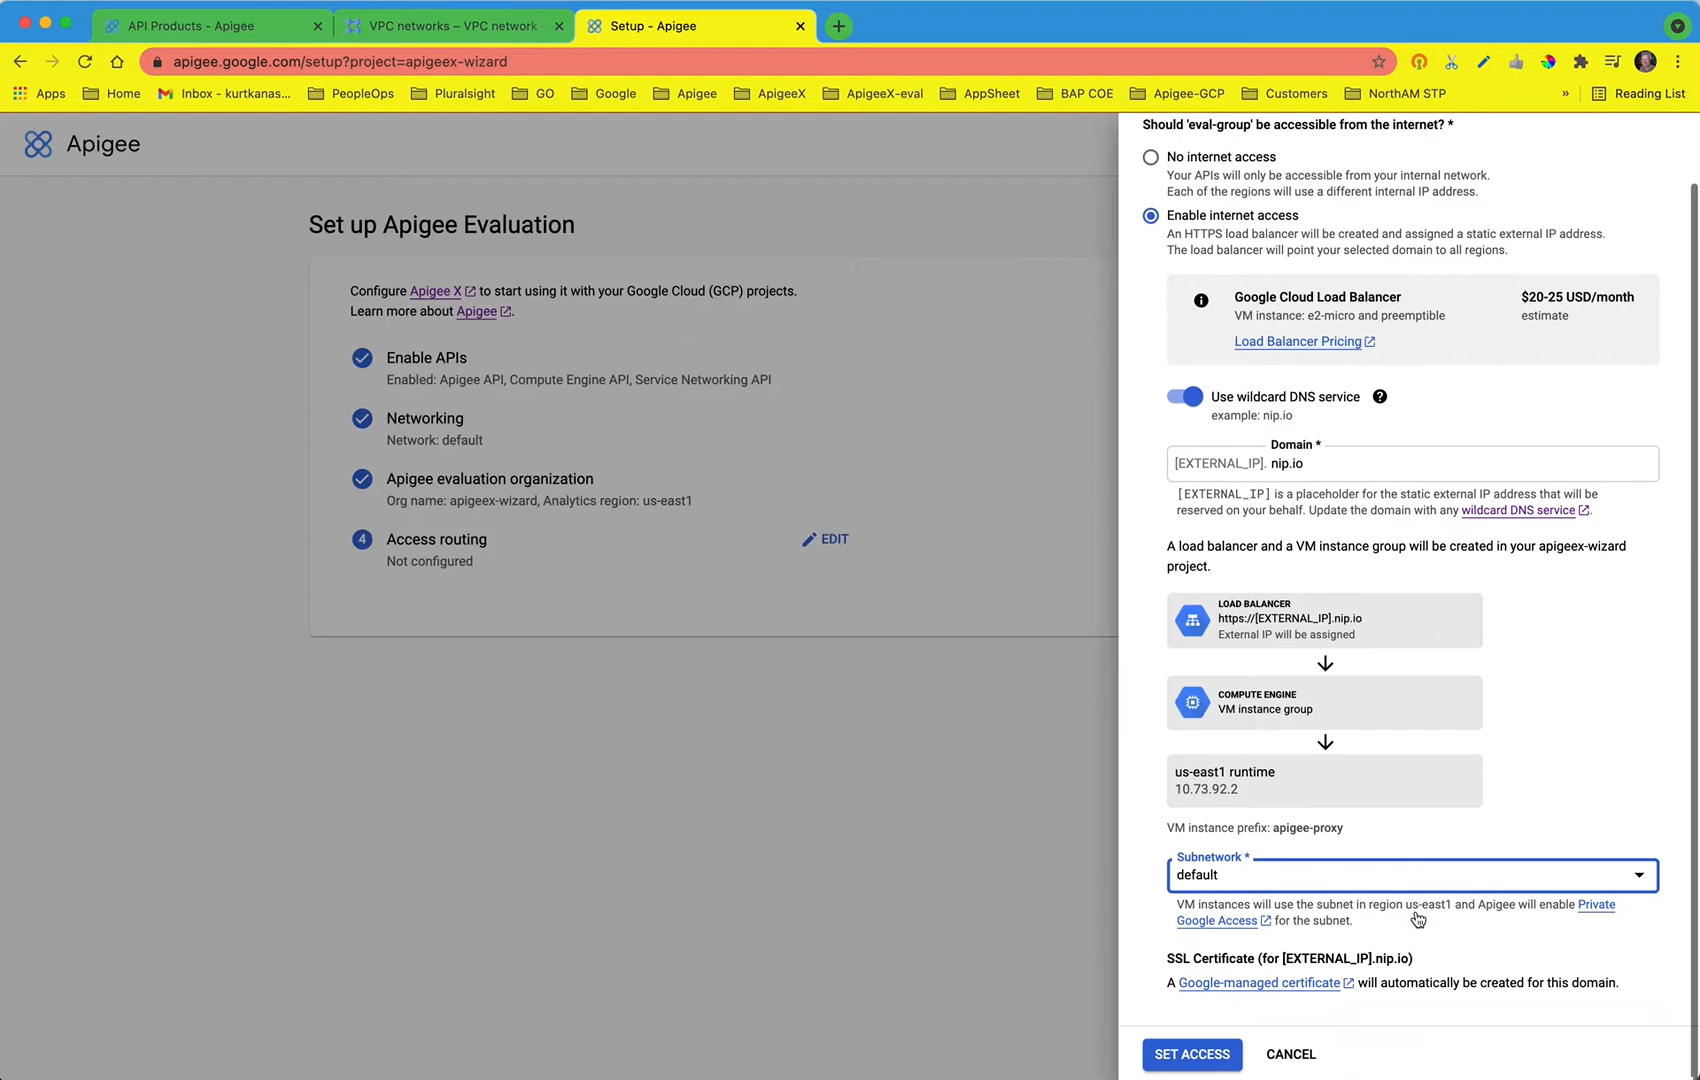 API Products - Apigee
VPC networks – VPC network
Setup - Apigee
apigee.google.com/setup?project=apigeex-wizard
Apps
Home
Inbox - kurtkanas...
PeopleOps
Pluralsight
GO
Google
Apigee
ApigeeX
ApigeeX-eval
AppSheet
BAP COE
Apigee-GCP
Customers
NorthAM STP
»
Reading List
Apigee
Set up Apigee Evaluation
Configure Apigee X to start using it with your Google Cloud (GCP) projects.
Learn more about Apigee.
Enable APIs
Enabled: Apigee API, Compute Engine API, Service Networking API
Networking
Network: default
Apigee evaluation organization
Org name: apigeex-wizard, Analytics region: us-east1
4 Access routing
EDIT
Not configured
Should 'eval-group' be accessible from the internet? *
No internet access
Your APIs will only be accessible from your internal network.
Each of the regions will use a different internal IP address.
Enable internet access
An HTTPS load balancer will be created and assigned a static external IP address.
The load balancer will point your selected domain to all regions.
Google Cloud Load Balancer
$20-25 USD/month
VM instance: e2-micro and preemptible
estimate
Load Balancer Pricing
Use wildcard DNS service
example: nip.io
Domain *
[EXTERNAL_IP]. nip.io
[EXTERNAL_IP] is a placeholder for the static external IP address that will be
reserved on your behalf. Update the domain with any wildcard DNS service.
A load balancer and a VM instance group will be created in your apigeex-wizard
project.
LOAD BALANCER
https://[EXTERNAL_IP].nip.io
External IP will be assigned
COMPUTE ENGINE
VM instance group
us-east1 runtime
10.73.92.2
VM instance prefix: apigee-proxy
Subnetwork *
default
VM instances will use the subnet in region us-east1 and Apigee will enable Private
Google Access for the subnet.
SSL Certificate (for [EXTERNAL_IP].nip.io)
A Google-managed certificate will automatically be created for this domain.
SET ACCESS
CANCEL